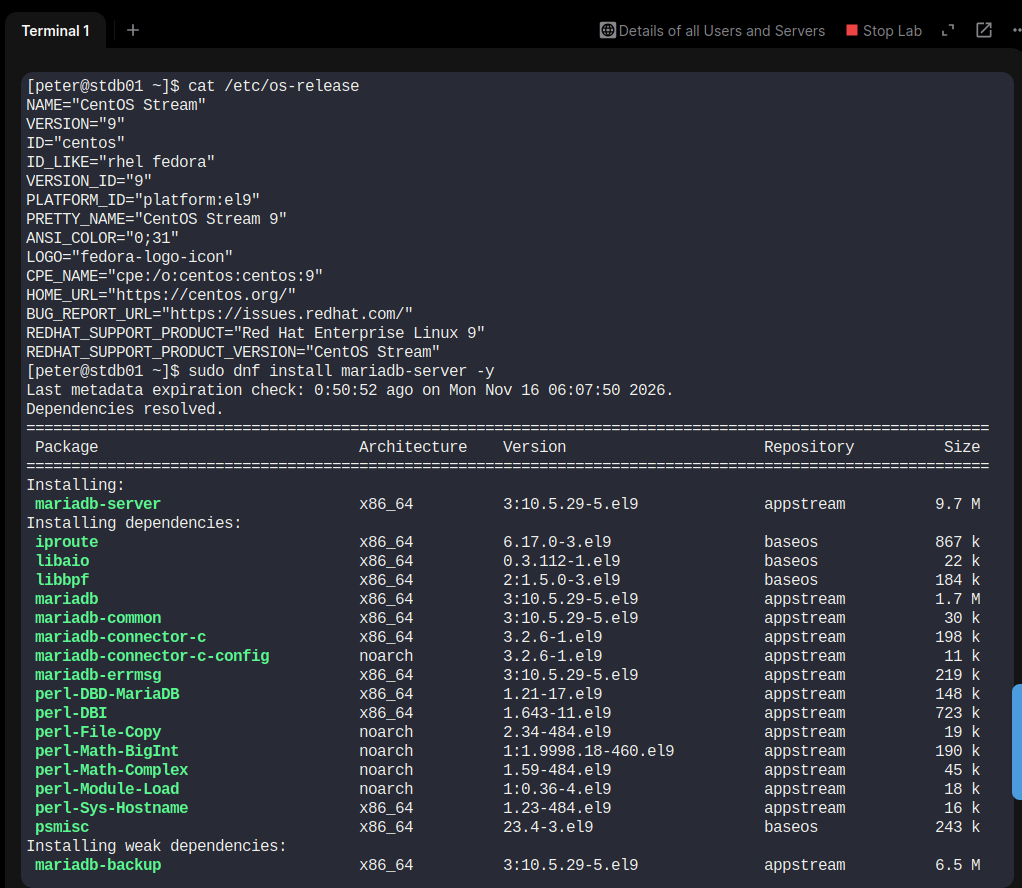 Terminal 1 + Details of all Users and Servers Stop Lab
[peter@stdb01 ~]$ cat /etc/os-release
NAME="CentOS Stream"
VERSION="9"
ID="centos"
ID_LIKE="rhel fedora"
VERSION_ID="9"
PLATFORM_ID="platform:el9"
PRETTY_NAME="CentOS Stream 9"
ANSI_COLOR="0;31"
LOGO="fedora-logo-icon"
CPE_NAME="cpe:/o:centos:centos:9"
HOME_URL="https://centos.org/"
BUG_REPORT_URL="https://issues.redhat.com/"
REDHAT_SUPPORT_PRODUCT="Red Hat Enterprise Linux 9"
REDHAT_SUPPORT_PRODUCT_VERSION="CentOS Stream"
[peter@stdb01 ~]$ sudo dnf install mariadb-server -y
Last metadata expiration check: 0:50:52 ago on Mon Nov 16 06:07:50 2026.
Dependencies resolved.
===========================================================================================================
Package Architecture Version Repository Size
===========================================================================================================
Installing:
mariadb-server x86_64 3:10.5.29-5.el9 appstream 9.7 M
Installing dependencies:
iproute x86_64 6.17.0-3.el9 baseos 867 k
libaio x86_64 0.3.112-1.el9 baseos 22 k
libbpf x86_64 2:1.5.0-3.el9 baseos 184 k
mariadb x86_64 3:10.5.29-5.el9 appstream 1.7 M
mariadb-common x86_64 3:10.5.29-5.el9 appstream 30 k
mariadb-connector-c x86_64 3.2.6-1.el9 appstream 198 k
mariadb-connector-c-config noarch 3.2.6-1.el9 appstream 11 k
mariadb-errmsg x86_64 3:10.5.29-5.el9 appstream 219 k
perl-DBD-MariaDB x86_64 1.21-17.el9 appstream 148 k
perl-DBI x86_64 1.643-11.el9 appstream 723 k
perl-File-Copy noarch 2.34-484.el9 appstream 19 k
perl-Math-BigInt noarch 1:1.9998.18-460.el9 appstream 190 k
perl-Math-Complex noarch 1.59-484.el9 appstream 45 k
perl-Module-Load noarch 1:0.36-4.el9 appstream 18 k
perl-Sys-Hostname x86_64 1.23-484.el9 appstream 16 k
psmisc x86_64 23.4-3.el9 baseos 243 k
Installing weak dependencies:
mariadb-backup x86_64 3:10.5.29-5.el9 appstream 6.5 M